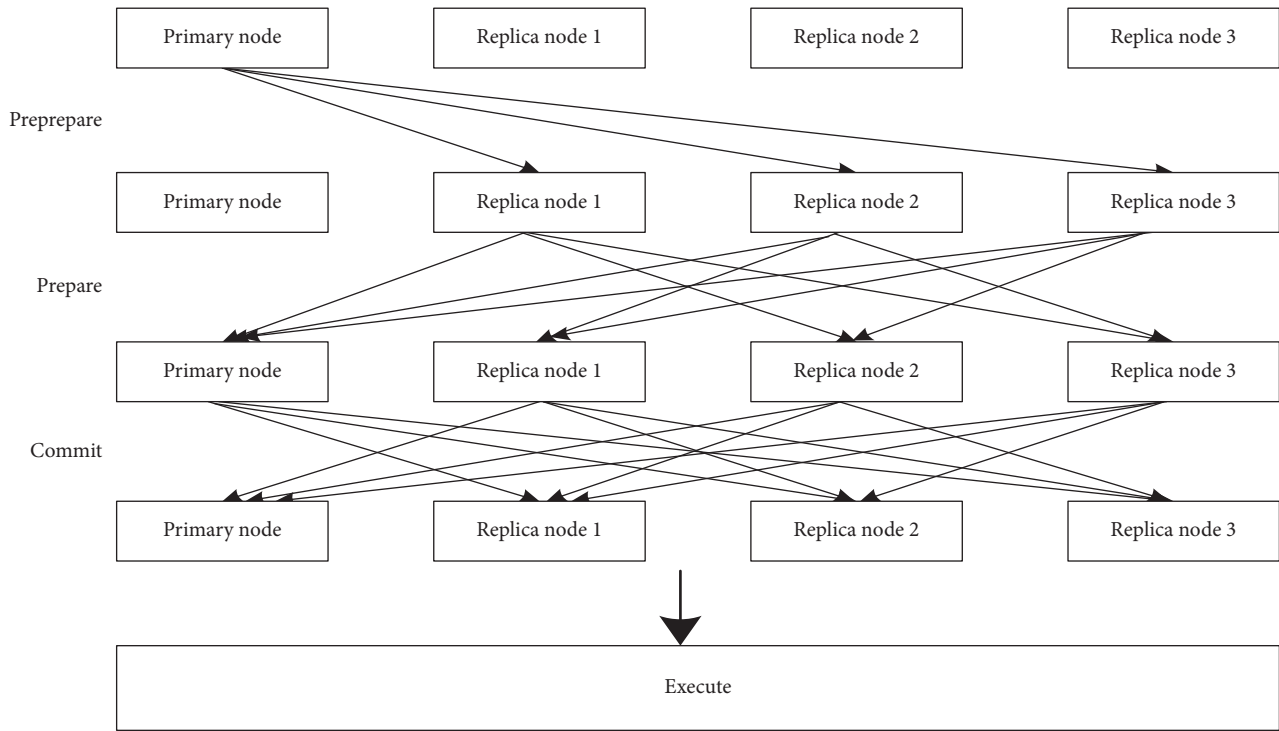 Primary node
Replica node 1
Replica node 2
Replica node 3
Preprepare
Primary node
Replica node 1
Replica node 2
Replica node 3
Prepare
Primary node
Replica node 1
Replica node 2
Replica node 3
Commit
Primary node
Replica node 1
Replica node 2
Replica node 3
Execute